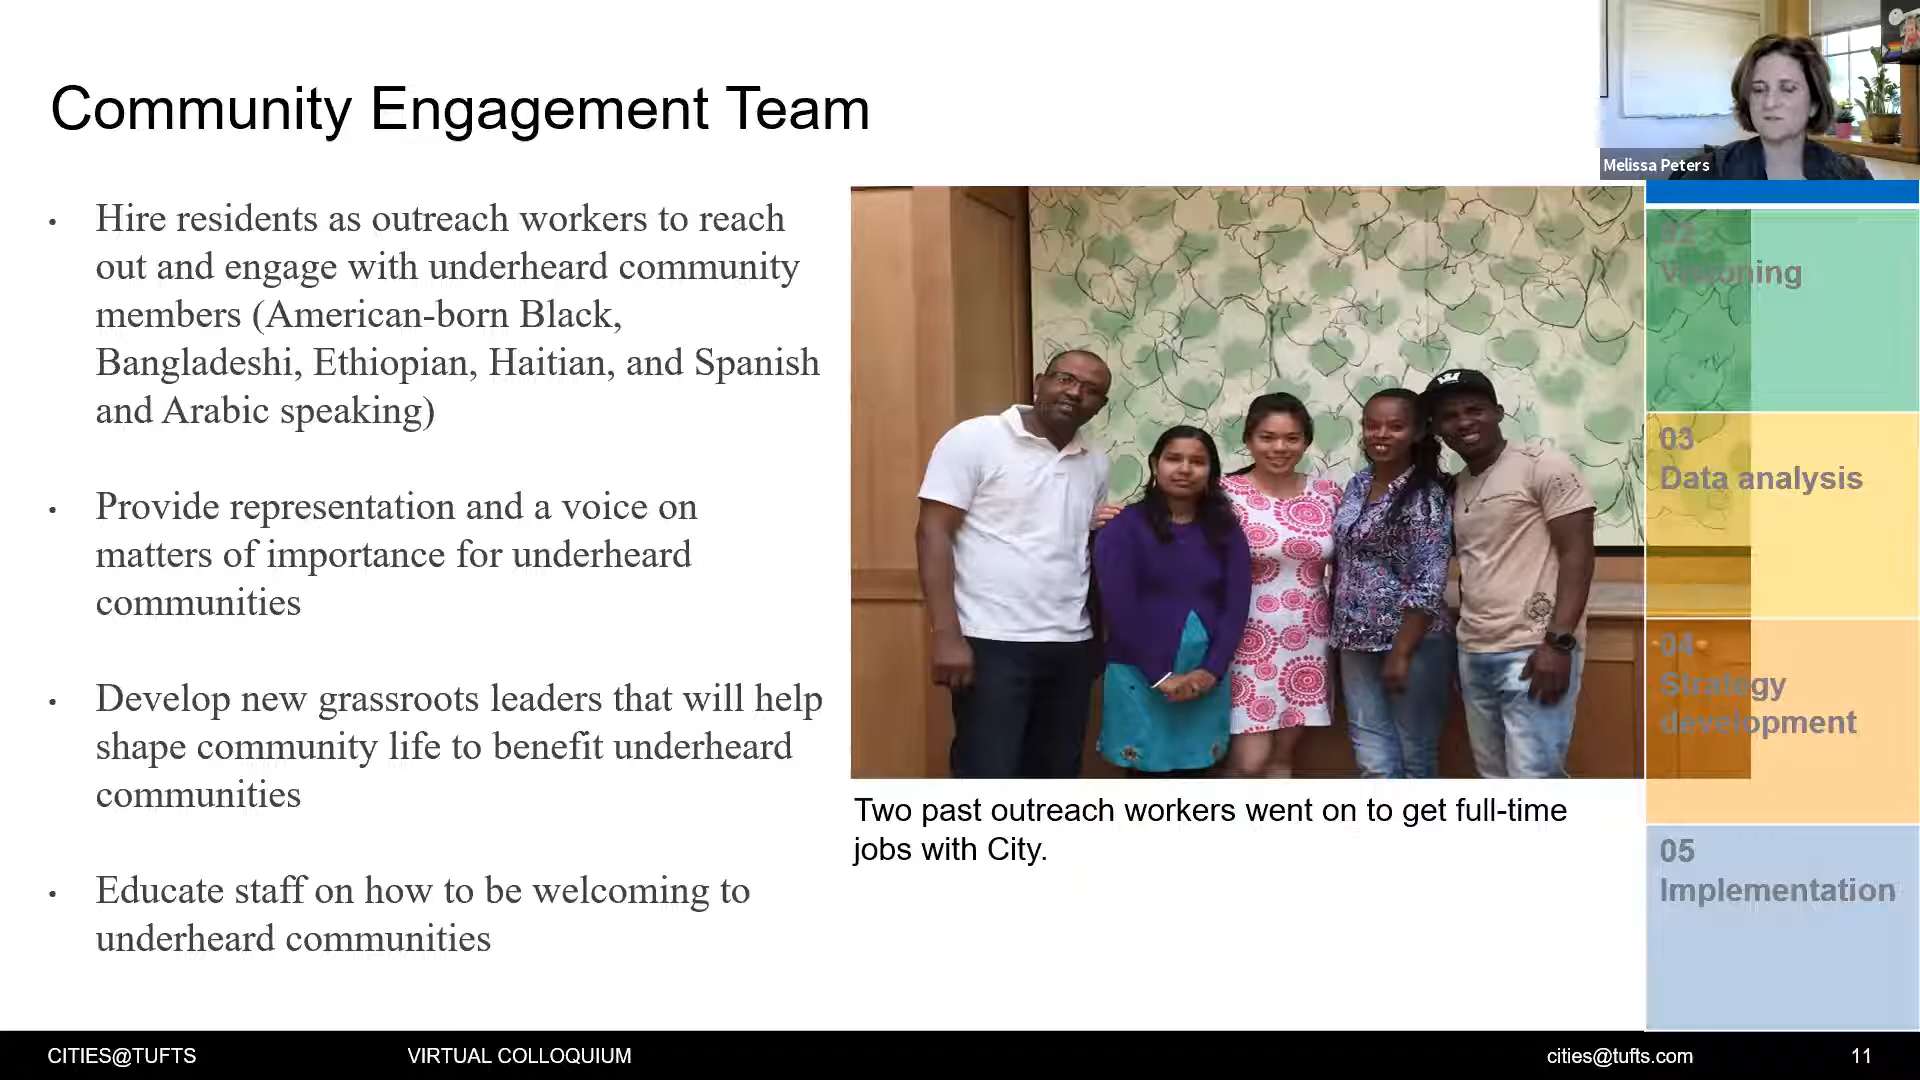 Community Engagement Team
Melissa Peters
• Hire residents as outreach workers to reach
out and engage with underheard community
members (American-born Black,
Bangladeshi, Ethiopian, Haitian, and Spanish
and Arabic speaking)
• Provide representation and a voice on
matters of importance for underheard
communities
• Develop new grassroots leaders that will help
shape community life to benefit underheard
communities
• Educate staff on how to be welcoming to
underheard communities
Two past outreach workers went on to get full-time
jobs with City.
02
Visioning
03
Data analysis
04
Strategy
development
05
Implementation
CITIES@TUFTS
VIRTUAL COLLOQUIUM
cities@tufts.com
11